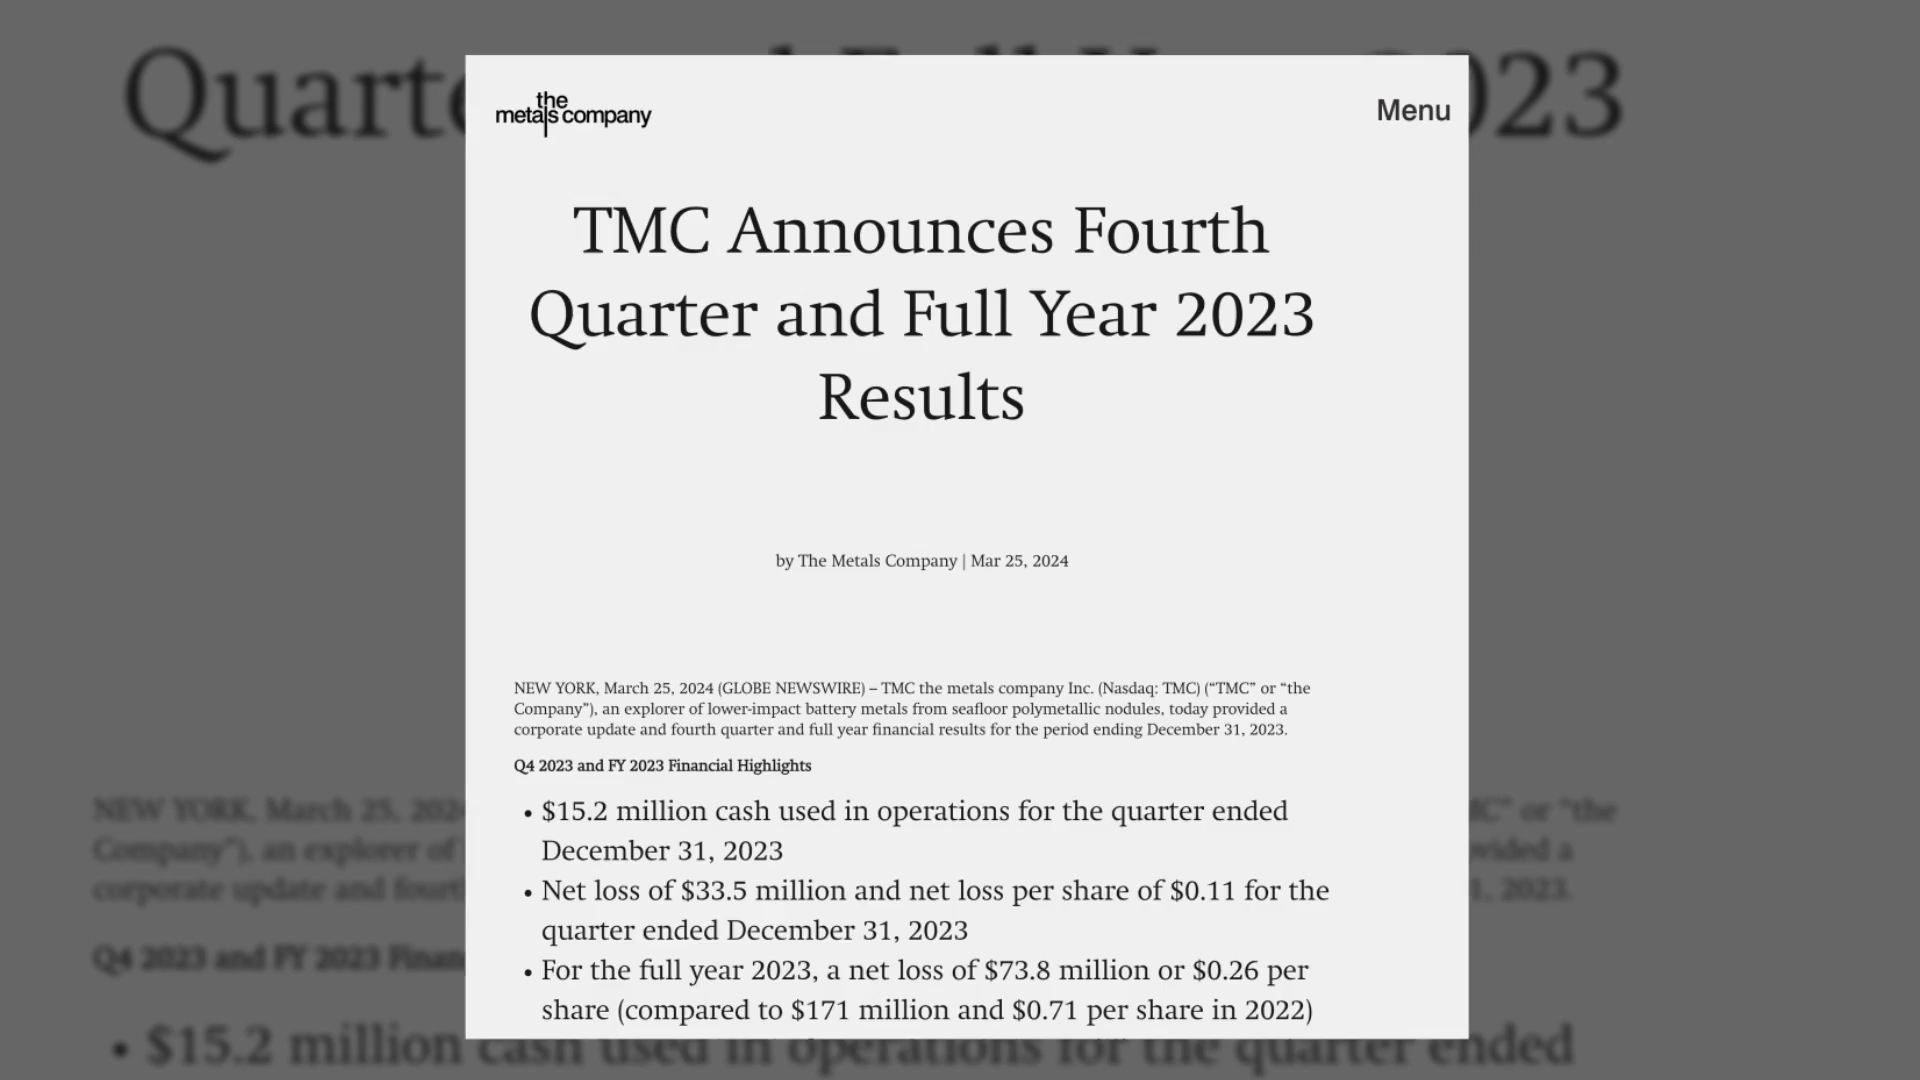 the
metals company
Menu
TMC Announces Fourth
Quarter and Full Year 2023
Results
by The Metals Company | Mar 25, 2024
NEW YORK, March 25, 2024 (GLOBE NEWSWIRE) – TMC the metals company Inc. (Nasdaq: TMC) (“TMC” or “the
Company”), an explorer of lower-impact battery metals from seafloor polymetallic nodules, today provided a
corporate update and fourth quarter and full year financial results for the period ending December 31, 2023.
Q4 2023 and FY 2023 Financial Highlights
• $15.2 million cash used in operations for the quarter ended
December 31, 2023
• Net loss of $33.5 million and net loss per share of $0.11 for the
quarter ended December 31, 2023
• For the full year 2023, a net loss of $73.8 million or $0.26 per
share (compared to $171 million and $0.71 per share in 2022)